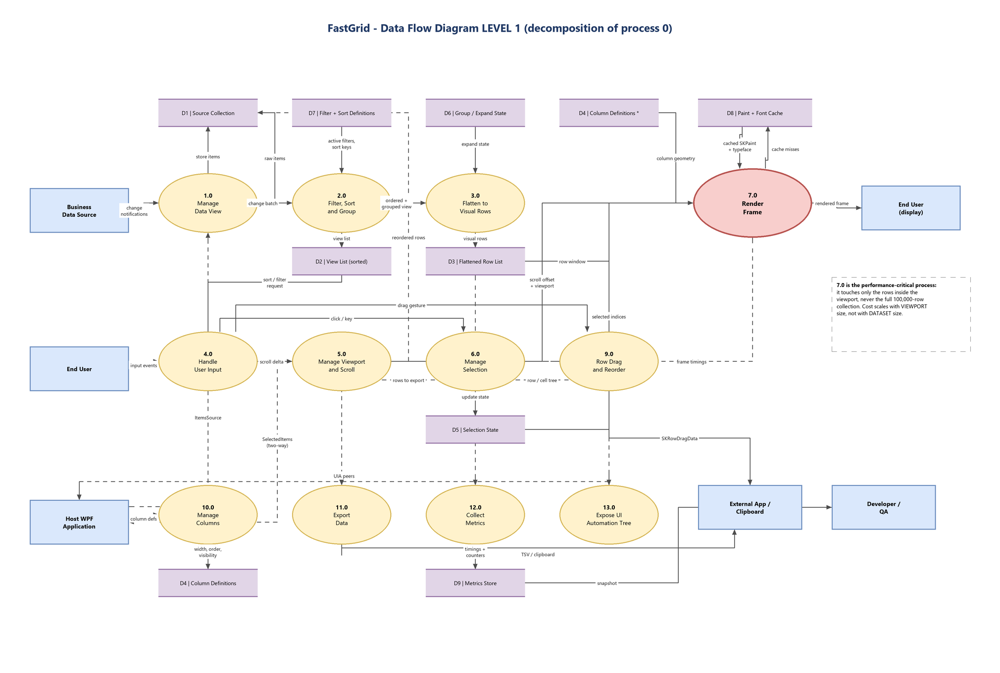 FastGrid - Data Flow Diagram LEVEL 1 (decomposition of process 0)
D1 | Source Collection
D7 | Filter + Sort Definitions
D6 | Group / Expand State
D4 | Column Definitions *
D8 | Paint + Font Cache
active filters,
sort keys
expand state
cached SKPaint
+ typeface
cache misses
store items
raw items
column geometry
Business
Data Source
change
notifications
1.0
Manage
Data View
change batch
2.0
Filter, Sort
and Group
ordered +
grouped view
3.0
Flatten to
Visual Rows
7.0
Render
Frame
rendered frame
End User
(display)
view list
reordered rows
visual rows
D2 | View List (sorted)
D3 | Flattened Row List
row window
sort / filter
request
scroll offset
+ viewport
7.0 is the performance-critical process:
it touches only the rows inside the
viewport, never the full 100,000-row
collection. Cost scales with VIEWPORT
size, not with DATASET size.
drag gesture
click / key
selected indices
End User
input events
4.0
Handle
User Input
scroll delta
5.0
Manage Viewport
and Scroll
6.0
Manage
Selection
9.0
Row Drag
and Reorder
frame timings
rows to export
row / cell tree
update state
ItemsSource
D5 | Selection State
SelectedItems
(two-way)
SKRowDragData
UIA peers
Host WPF
Application
column defs
10.0
Manage
Columns
11.0
Export
Data
12.0
Collect
Metrics
13.0
Expose UI
Automation Tree
External App /
Clipboard
Developer /
QA
width, order,
visibility
timings +
counters
TSV / clipboard
D4 | Column Definitions
D9 | Metrics Store
snapshot